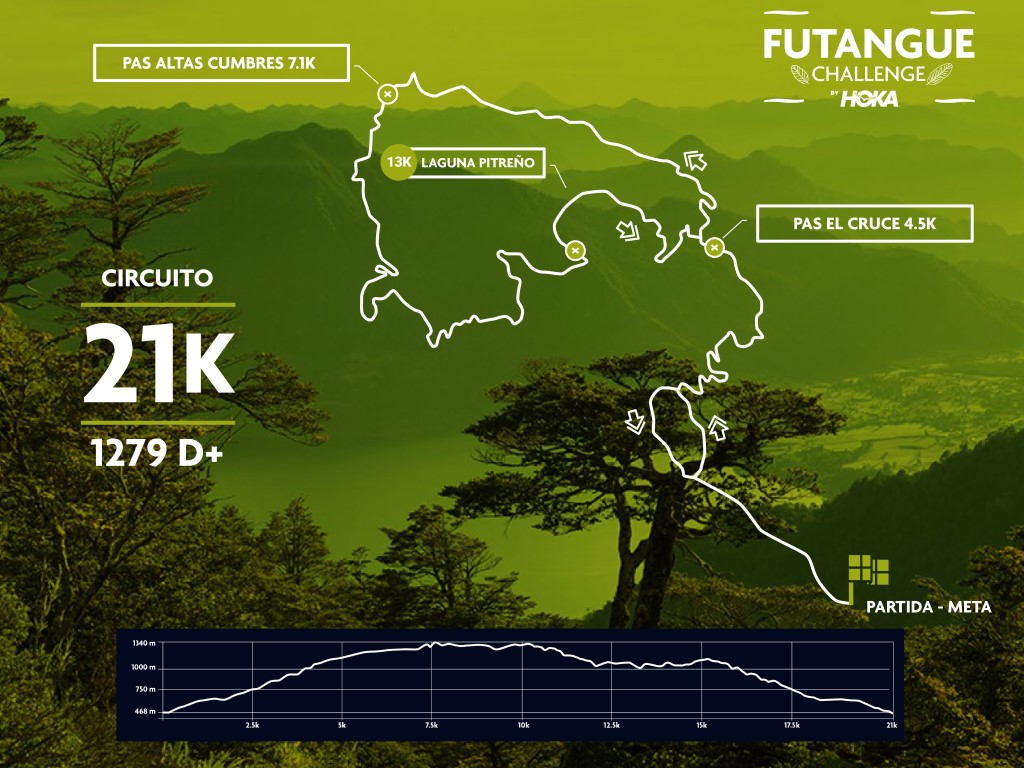 FUTANGUE
CHALLENGE
BY HOKA
PAS ALTAS CUMBRES 7.1K
13K LAGUNA PITREÑO
PAS EL CRUCE 4.5K
CIRCUITO
21K
1279 D+
PARTIDA - META
1340 m
1000 m
750 m
468 m
2.5k 5k 7.5k 10k 12.5k 15k 17.5k 21k